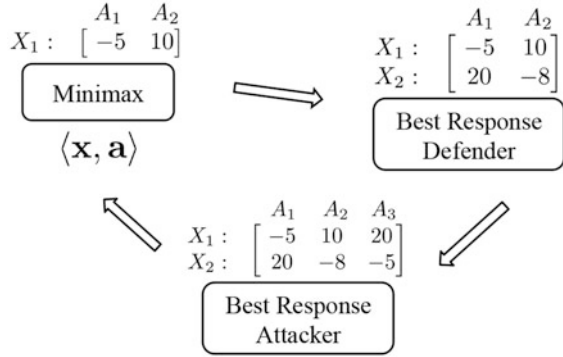 A₁ A₂
X₁ : [ −5 10 ]
Minimax
⟨x, a⟩
A₁ A₂
X₁ : [ −5 10 ]
X₂ : [ 20 −8 ]
Best Response
Defender
A₁ A₂ A₃
X₁ : [ −5 10 20 ]
X₂ : [ 20 −8 −5 ]
Best Response
Attacker